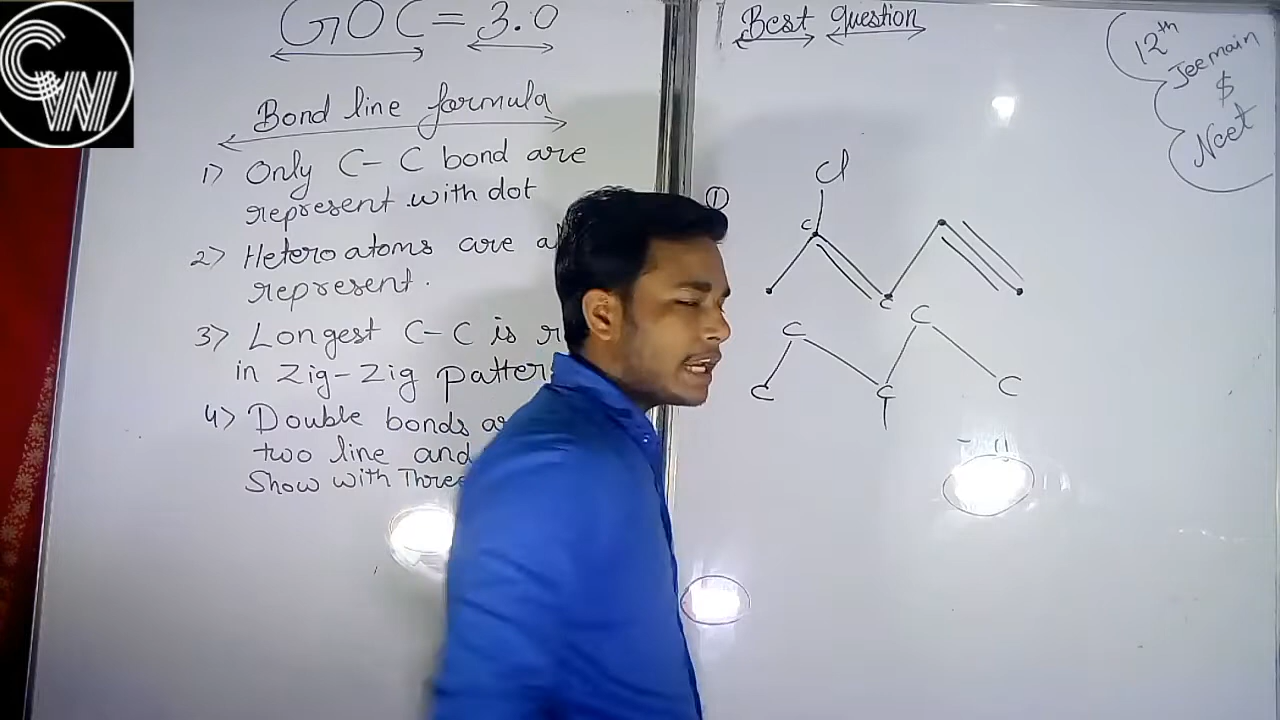 GOC = 3.0
Bond line formula
1) Only C-C bond are
represent with dot
2) Hetero atoms are
represent.
3) Longest C-C is
in Zig-Zig
4) Double bonds
two line and
Show with Three
CW
Best question
12th
Jee main
$
Neet
①
Cl
C
C
C C
C C C